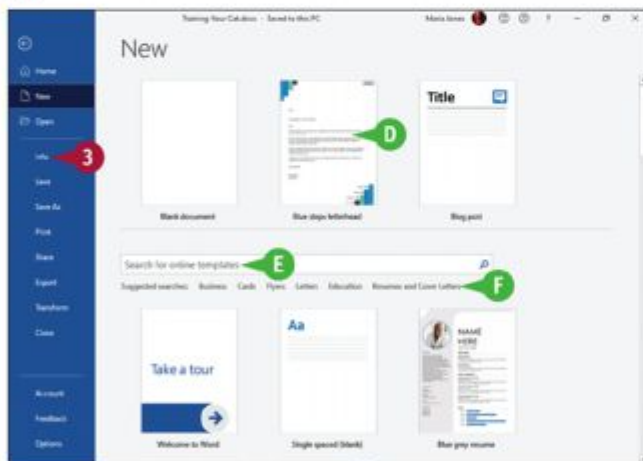 Training Your Cat.docx - Saved to this PC
Maria Jones
?
New
Home
New
Open
Info
3
Save
Save As
Print
Share
Export
Transform
Close
Account
Feedback
Options
D
Title
Blank document
Blue steps letterhead
Blog post
Search for online templates
E
Suggested searches: Business Cards Flyers Letters Education Resumes and Cover Letters
F
Take a tour
Aa
NAME
HERE
Welcome to Word
Single spaced (blank)
Blue grey resume